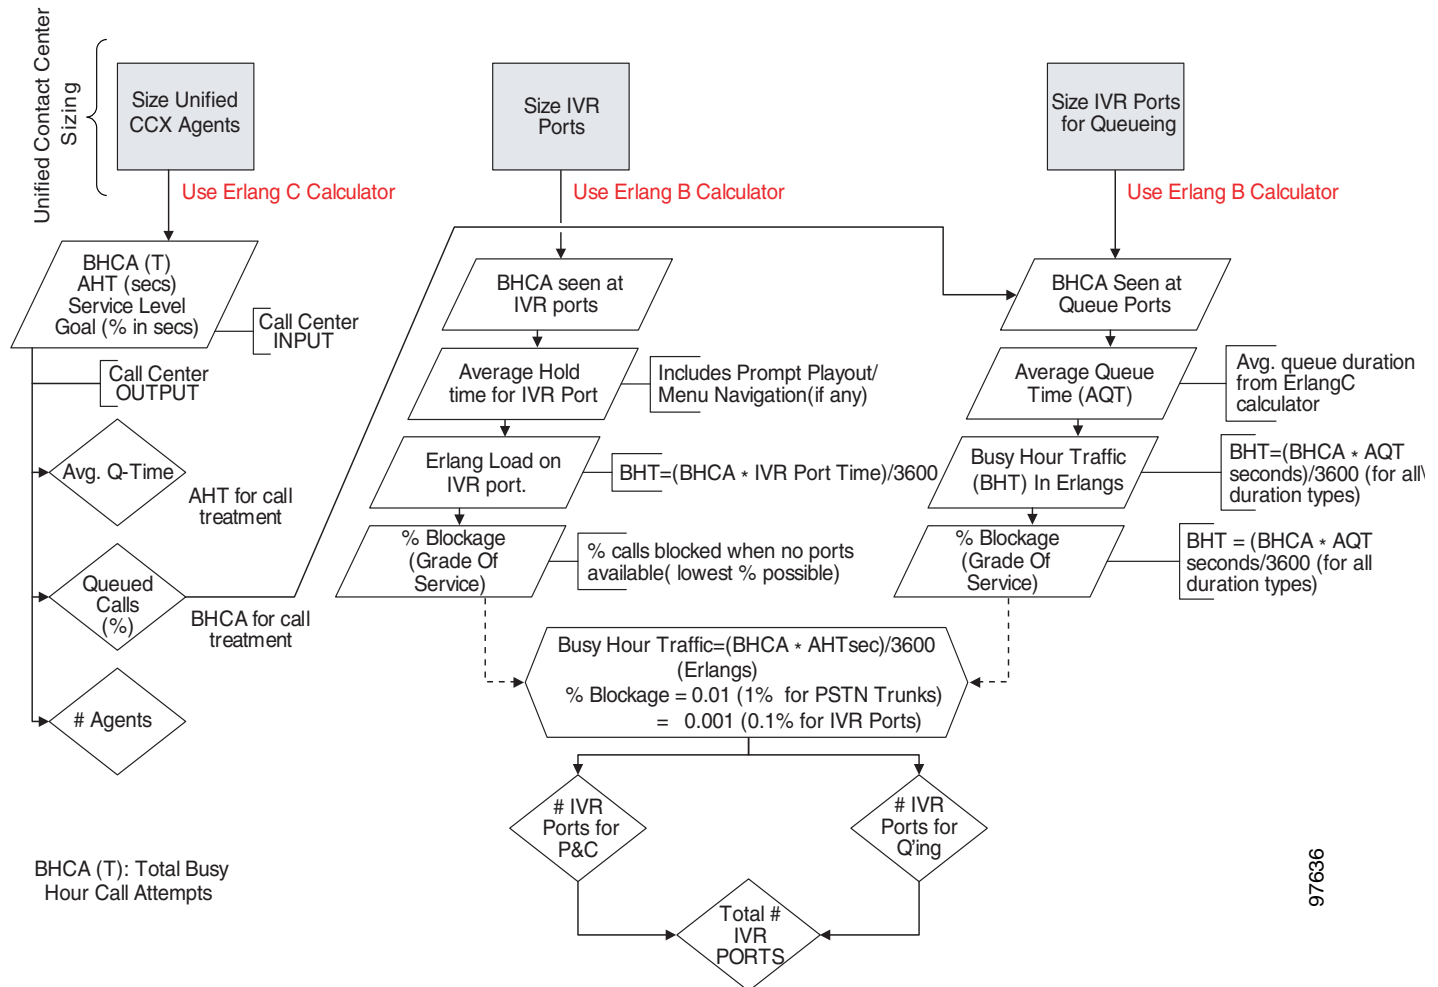 Unified Contact Center
Sizing
Size Unified
CCX Agents
Size IVR
Ports
Size IVR Ports
for Queueing
Use Erlang C Calculator
Use Erlang B Calculator
Use Erlang B Calculator
BHCA (T)
AHT (secs)
Service Level
Goal (% in secs)
Call Center
INPUT
Call Center
OUTPUT
Avg. Q-Time
AHT for call
treatment
Queued
Calls
(%)
BHCA for call
treatment
# Agents
BHCA (T): Total Busy
Hour Call Attempts
BHCA seen at
IVR ports
Average Hold
time for IVR Port
Includes Prompt Playout/
Menu Navigation(if any)
Erlang Load on
IVR port.
BHT=(BHCA * IVR Port Time)/3600
% Blockage
(Grade Of
Service)
% calls blocked when no ports
available( lowest % possible)
BHCA Seen at
Queue Ports
Average Queue
Time (AQT)
Avg. queue duration
from ErlangC
calculator
Busy Hour Traffic
(BHT) In Erlangs
BHT=(BHCA * AQT
seconds)/3600 (for all\
duration types)
% Blockage
(Grade Of
Service)
BHT = (BHCA * AQT
seconds/3600 (for all
duration types)
Busy Hour Traffic=(BHCA * AHTsec)/3600
(Erlangs)
% Blockage = 0.01 (1% for PSTN Trunks)
= 0.001 (0.1% for IVR Ports)
# IVR
Ports for
P&C
# IVR
Ports for
Q'ing
Total #
IVR
PORTS
97636